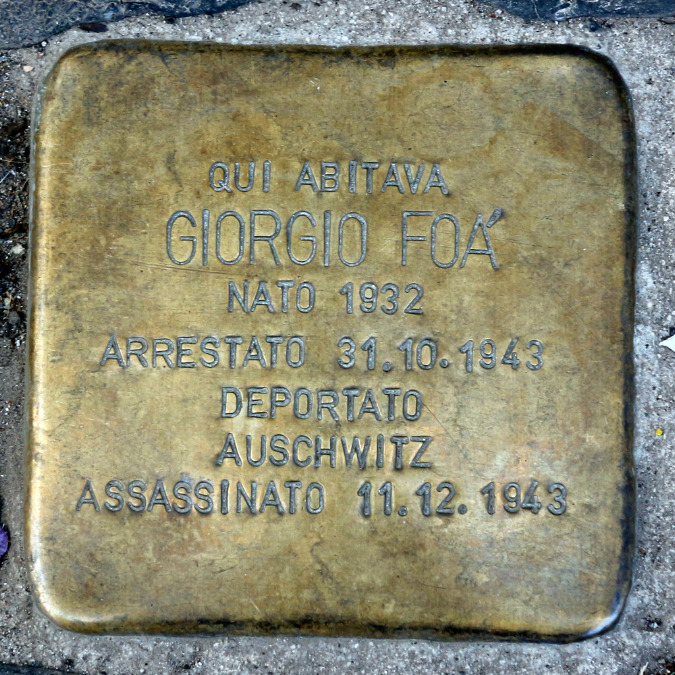 QUI ABITAVA
GIORGIO FOÁ
NATO 1932
ARRESTATO 31.10.1943
DEPORTATO
AUSCHWITZ
ASSASSINATO 11.12.1943